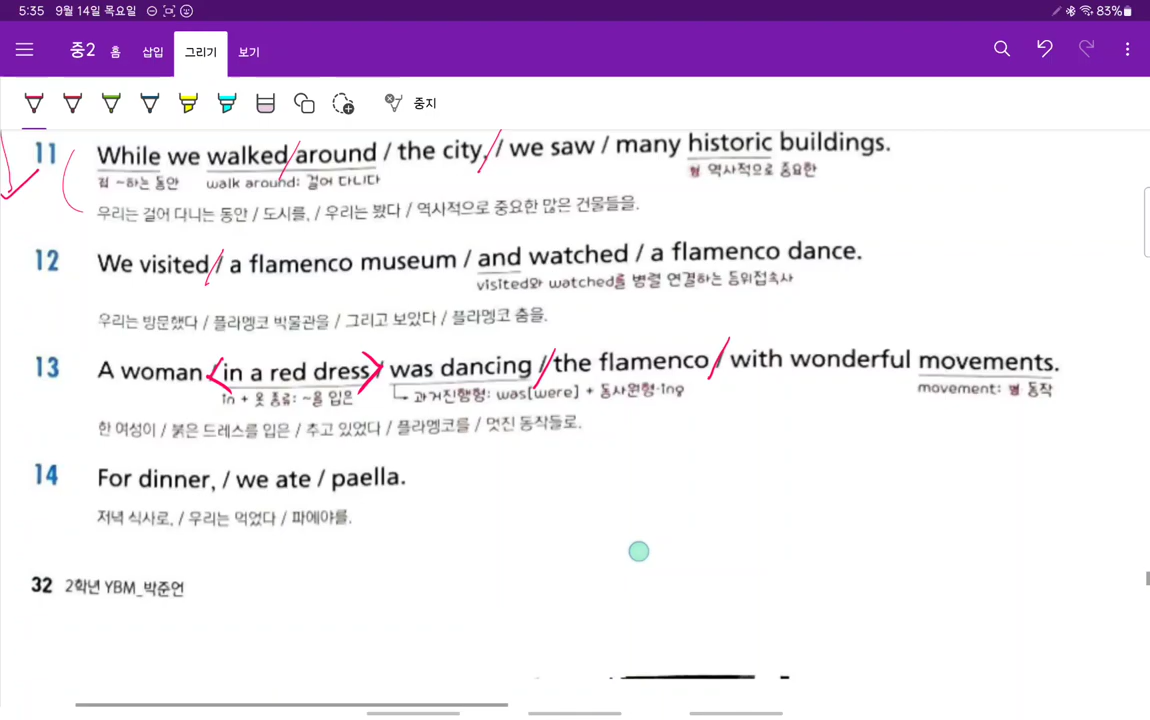 5:35 9월 14일 목요일 83%
중2 홈 삽입 그리기 보기
중지
11 While we walked around / the city, / we saw / many historic buildings.
접 ~하는 동안 walk around: 걸어 다니다 형 역사적으로 중요한
우리는 걸어 다니는 동안 / 도시를, / 우리는 봤다 / 역사적으로 중요한 많은 건물들을.
12 We visited / a flamenco museum / and watched / a flamenco dance.
visited와 watched를 병렬 연결하는 등위접속사
우리는 방문했다 / 플라멩코 박물관을 / 그리고 보았다 / 플라멩코 춤을.
13 A woman / in a red dress / was dancing / the flamenco / with wonderful movements.
in + 옷 종류: ~을 입은 과거진행형: was[were] + 동사원형-ing movement: 명 동작
한 여성이 / 붉은 드레스를 입은 / 추고 있었다 / 플라멩코를 / 멋진 동작들로.
14 For dinner, / we ate / paella.
저녁 식사로, / 우리는 먹었다 / 파에야를.
32 2학년 YBM_박준언